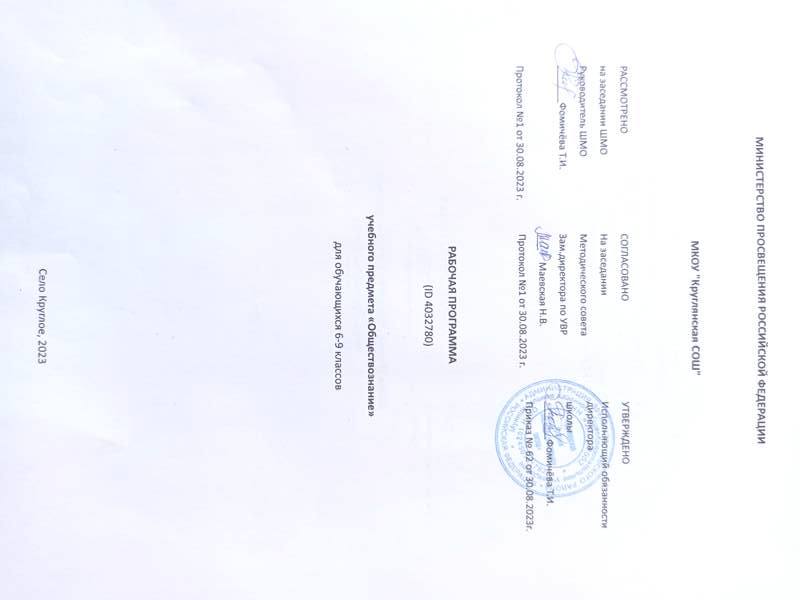 МИНИСТЕРСТВО ПРОСВЕЩЕНИЯ РОССИЙСКОЙ ФЕДЕРАЦИИ
МКОУ "Круглянская СОШ"
РАССМОТРЕНО
на заседании ШМО
Руководитель ШМО
Фомичёва Т.И.
Протокол №1 от 30.08.2023 г.
СОГЛАСОВАНО
На заседании
Методического совета
Зам.директора по УВР
Маевская Н.В.
Протокол №1 от 30.08.2023 г.
УТВЕРЖДЕНО
Исполняющий обязанности
директора
школы
Фомичёва Т.И.
Приказ № 62 от 30.08.2023г.
РАБОЧАЯ ПРОГРАММА
(ID 4032780)
учебного предмета «Обществознание»
для обучающихся 6-9 классов
Село Круглое, 2023